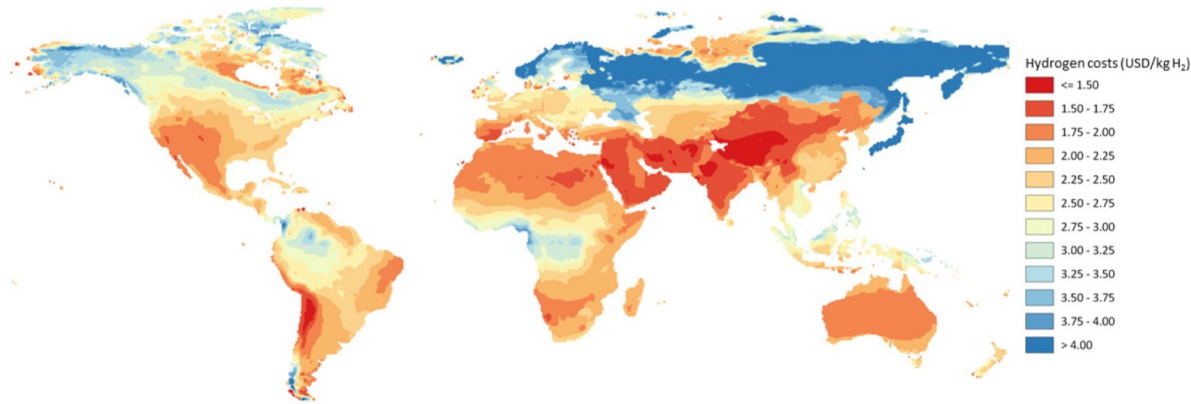 Hydrogen costs (USD/kg H₂)
<= 1.50
1.50 - 1.75
1.75 - 2.00
2.00 - 2.25
2.25 - 2.50
2.50 - 2.75
2.75 - 3.00
3.00 - 3.25
3.25 - 3.50
3.50 - 3.75
3.75 - 4.00
> 4.00